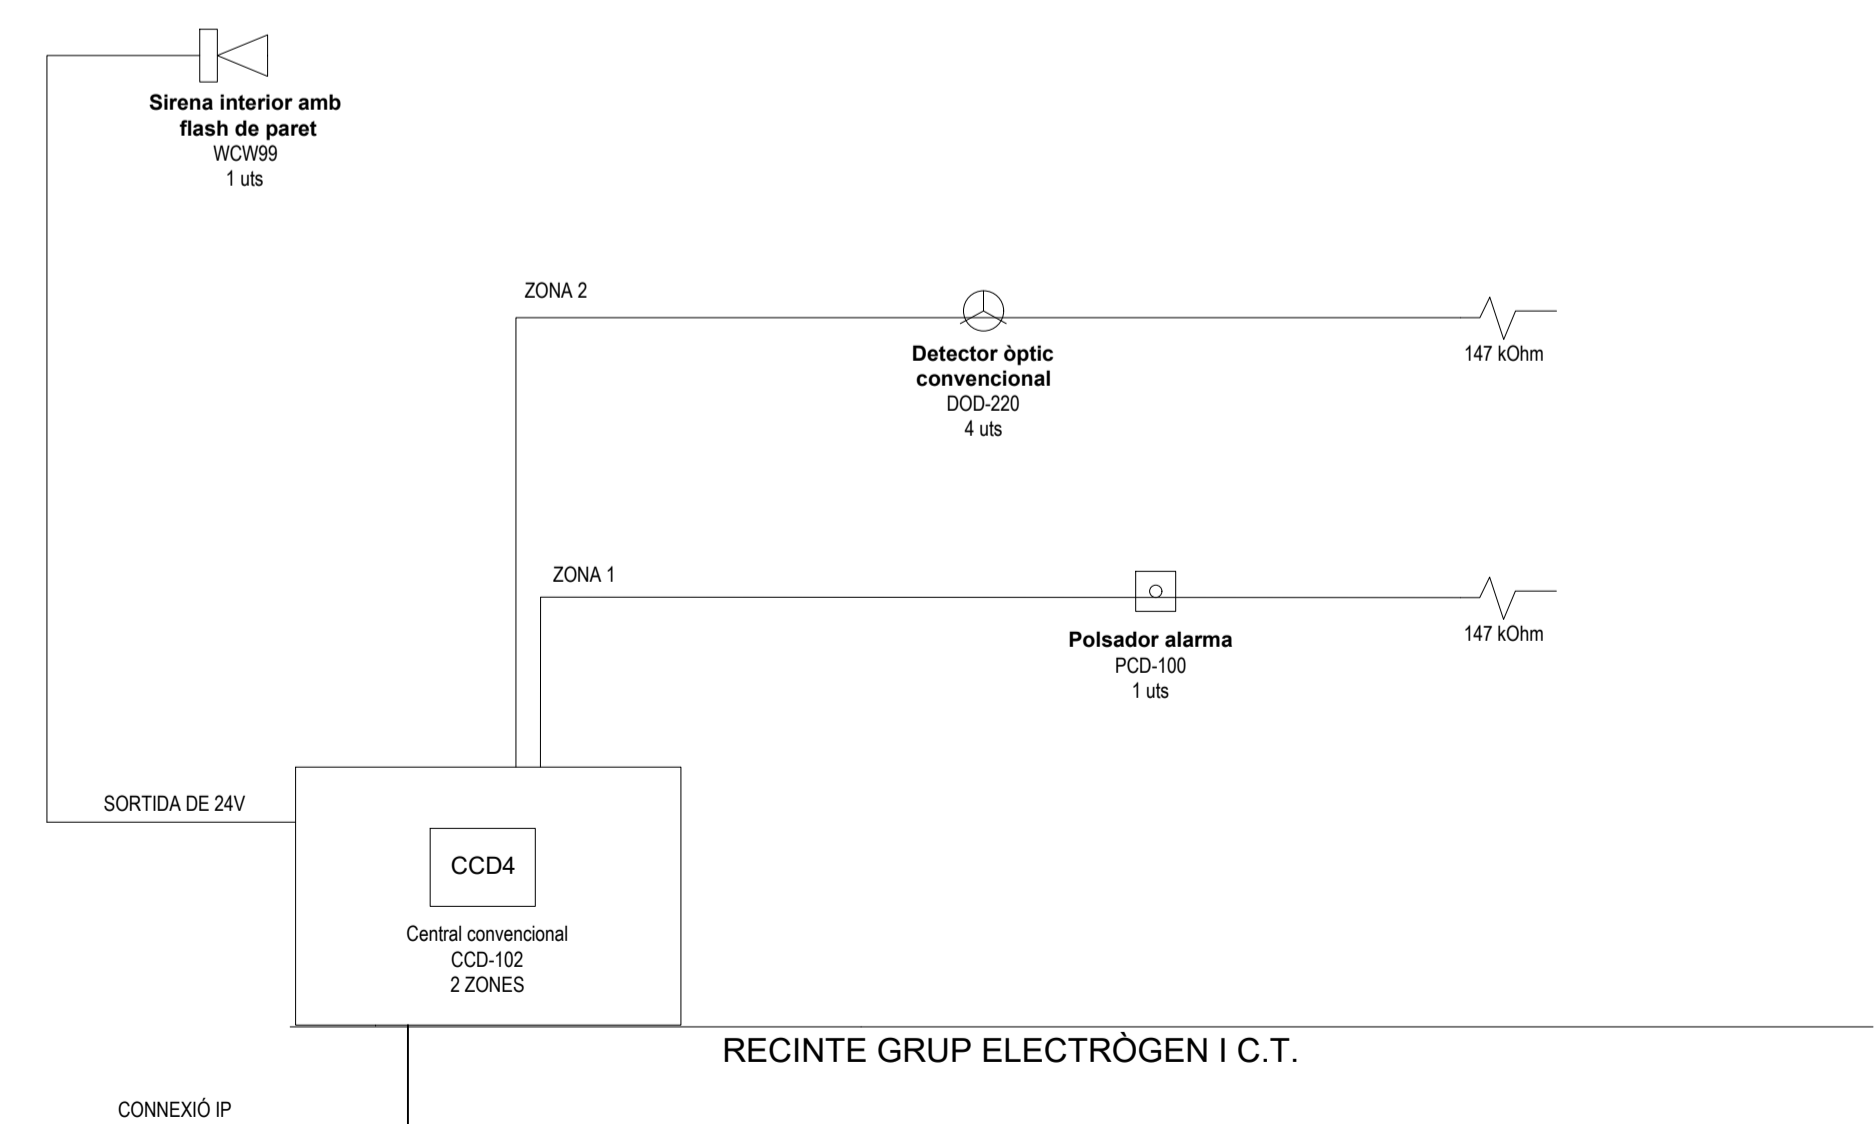 Sirena interior amb
flash de paret
WCW99
1 uts
ZONA 2
Detector òptic
convencional
DOD-220
4 uts
147 kOhm
ZONA 1
Polsador alarma
PCD-100
1 uts
147 kOhm
SORTIDA DE 24V
CCD4
Central convencional
CCD-102
2 ZONES
RECINTE GRUP ELECTRÒGEN I C.T.
CONNEXIÓ IP